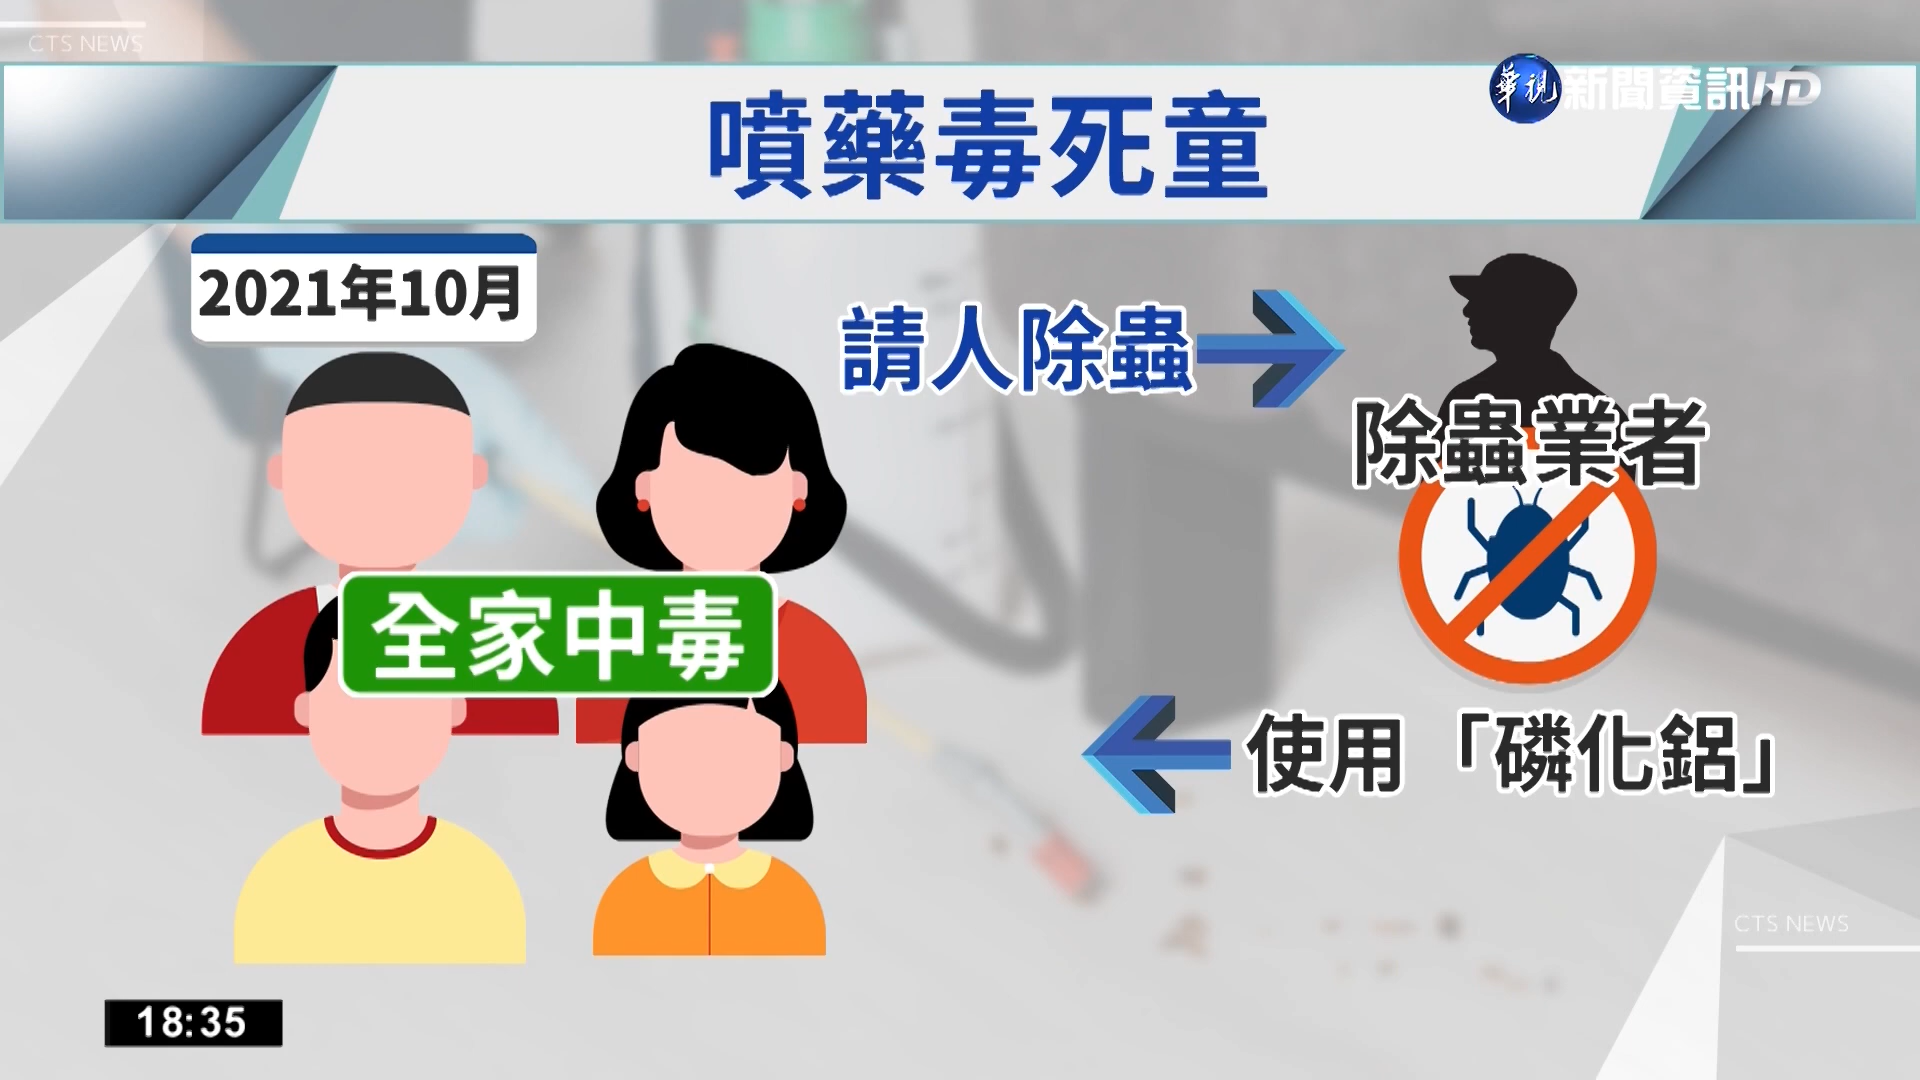 CTS NEWS
華視新聞資訊HD
噴藥毒死童
2021年10月
請人除蟲
除蟲業者
全家中毒
使用「磷化鋁」
CTS NEWS
18:35